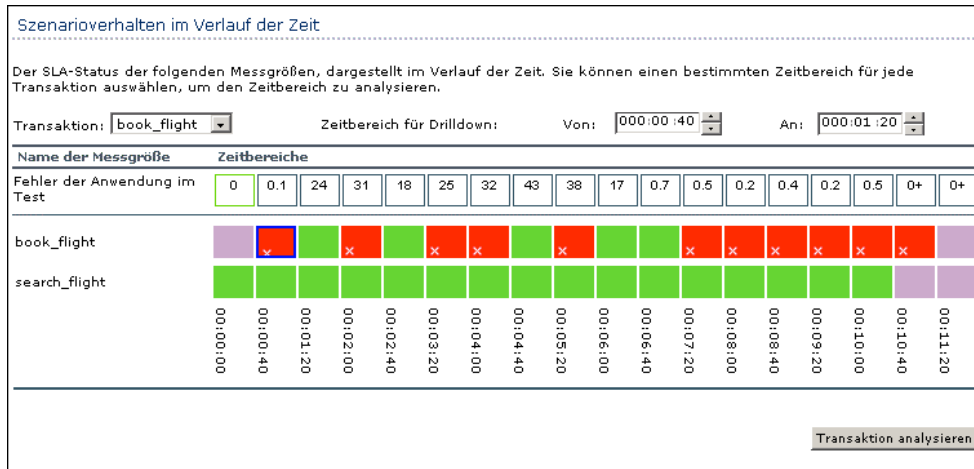 Szenarioverhalten im Verlauf der Zeit
Der SLA-Status der folgenden Messgrößen, dargestellt im Verlauf der Zeit. Sie können einen bestimmten Zeitbereich für jede
Transaktion auswählen, um den Zeitbereich zu analysieren.
Transaktion: book_flight Zeitbereich für Drilldown: Von: 000:00 :40 An: 000:01 :20
Name der Messgröße Zeitbereiche
Fehler der Anwendung im
Test
0 0.1 24 31 18 25 32 43 38 17 0.7 0.5 0.2 0.4 0.2 0.5 0+ 0+
book_flight
search_flight
00:00:00
00:00:40
00:01:20
00:02:00
00:02:40
00:03:20
00:04:00
00:04:40
00:05:20
00:06:00
00:06:40
00:07:20
00:08:00
00:08:40
00:09:20
00:10:00
00:10:40
00:11:20
Transaktion analysieren